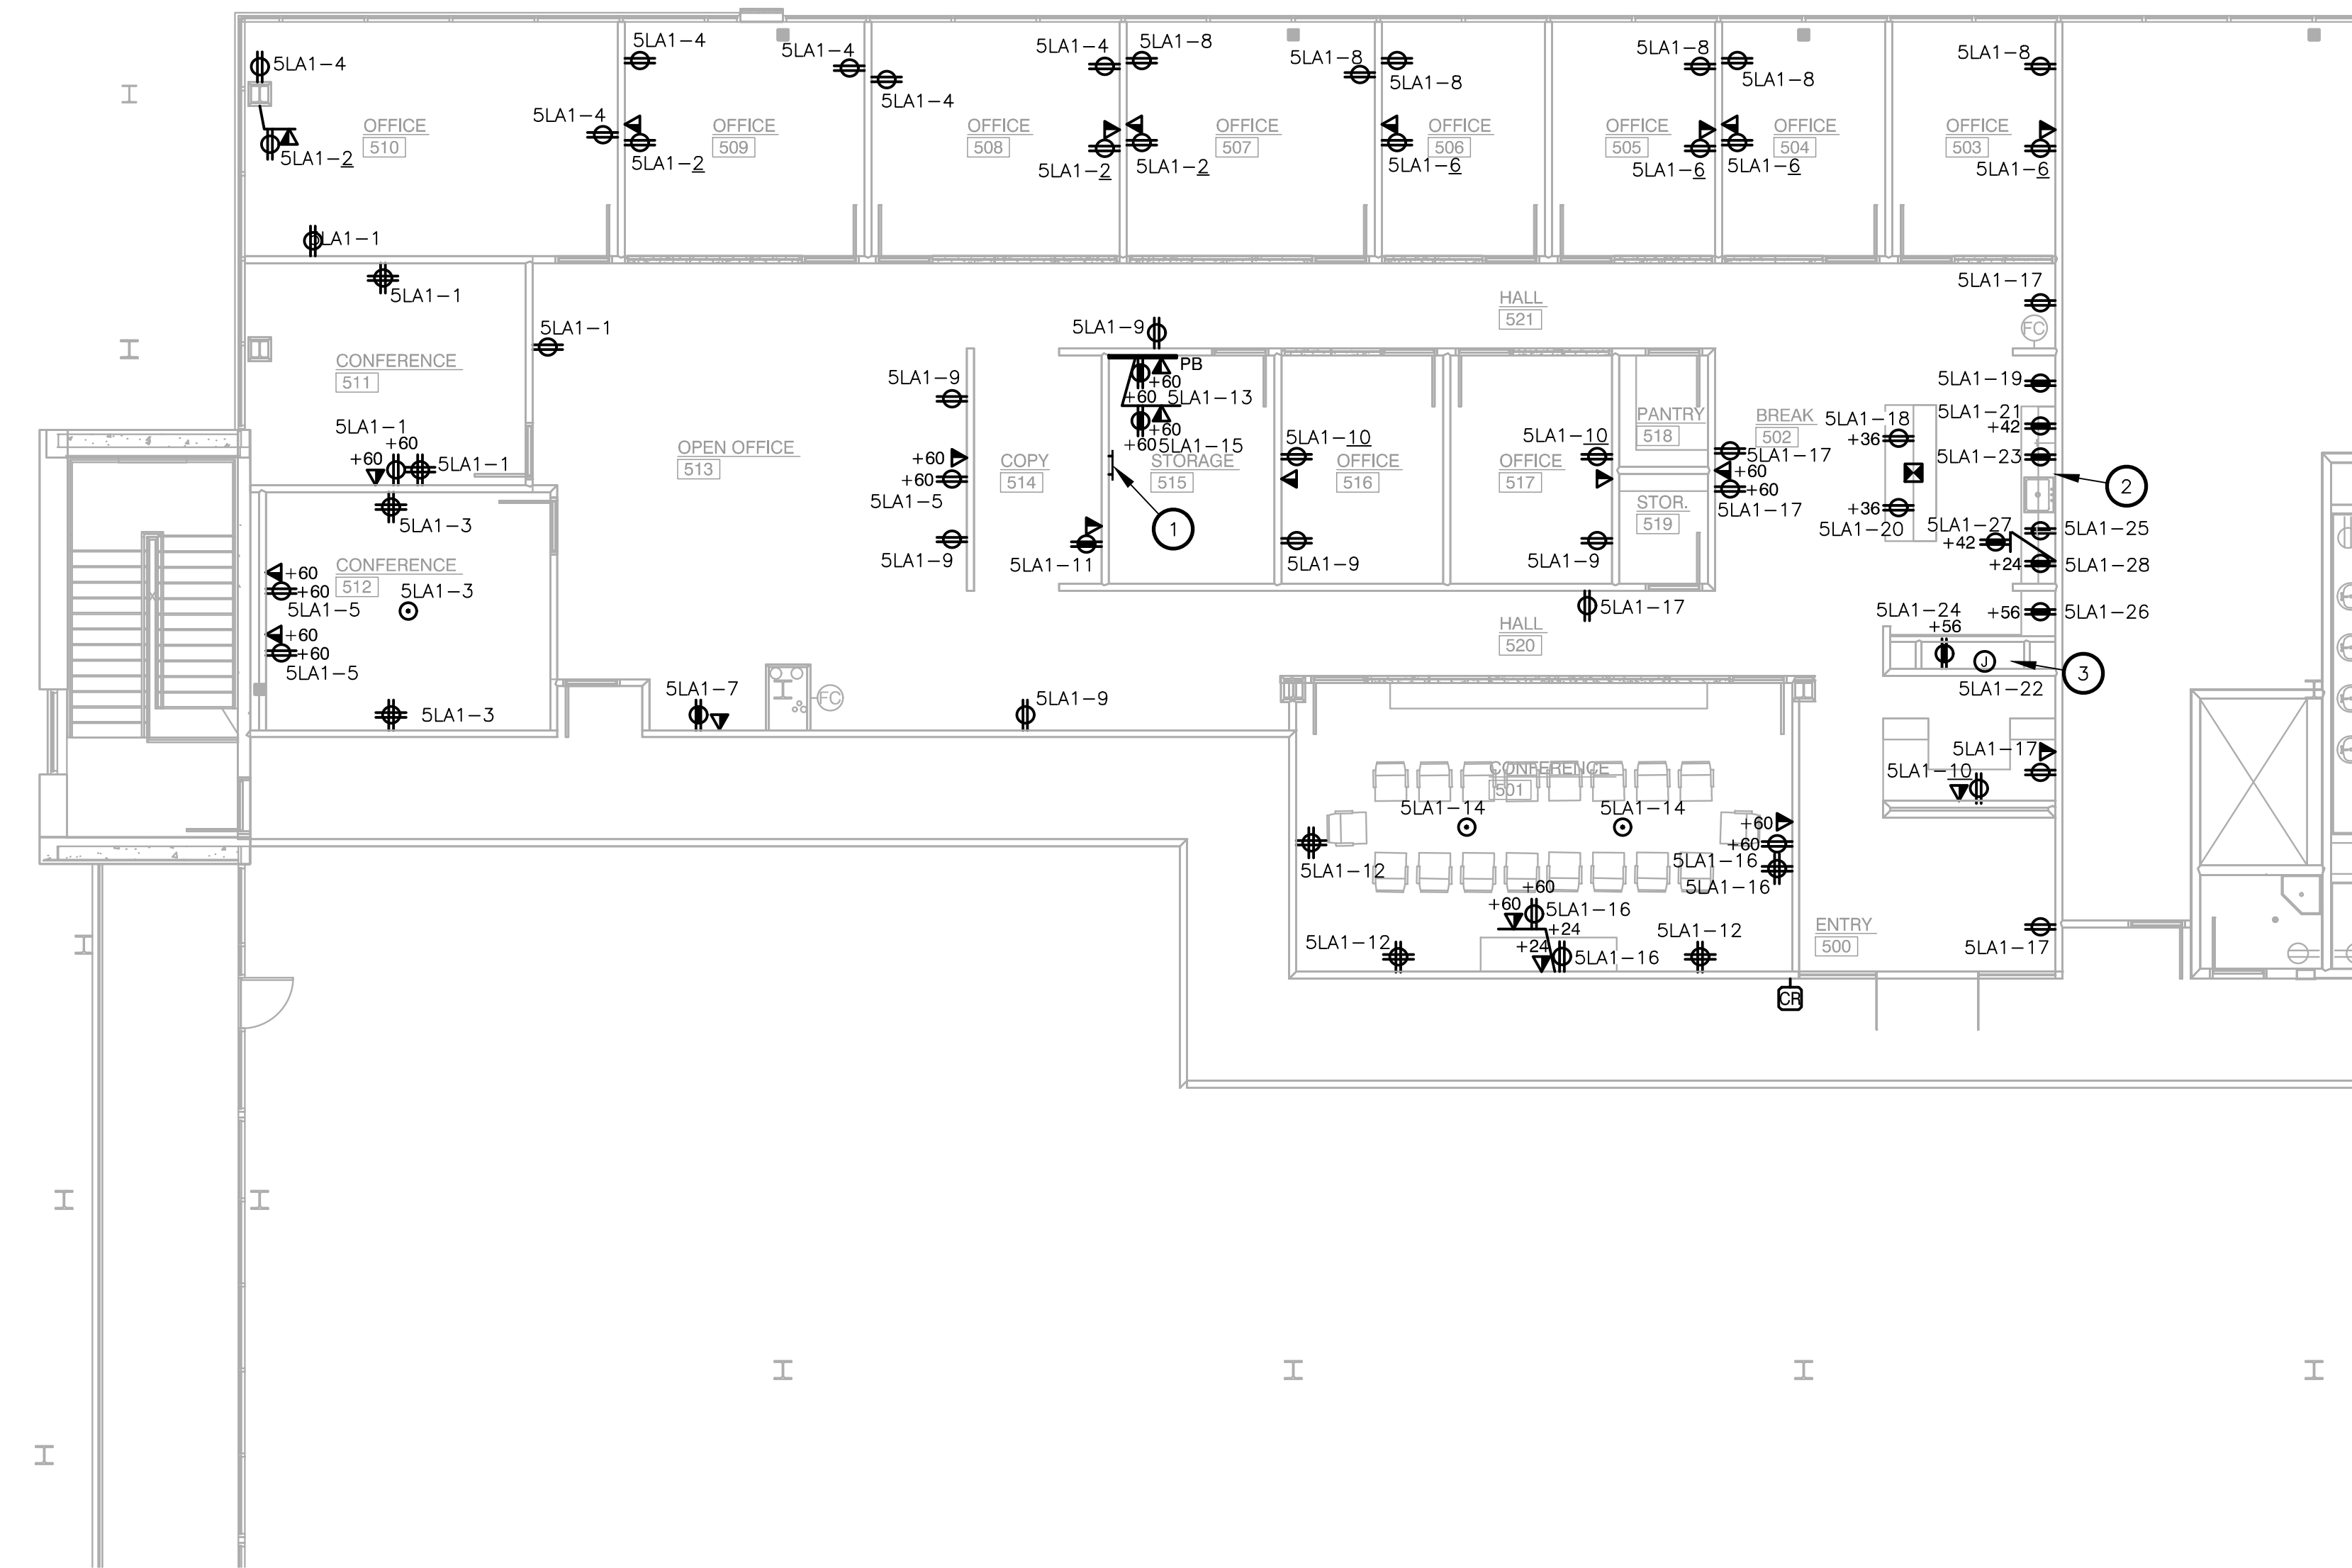 5LA1-4
5LA1-4
5LA1-4
5LA1-4
5LA1-8
5LA1-8
5LA1-8
5LA1-8
5LA1-8
5LA1-4
5LA1-8
5LA1-8
5LA1-4
OFFICE
510
OFFICE
509
OFFICE
508
OFFICE
507
OFFICE
506
OFFICE
505
OFFICE
504
OFFICE
503
5LA1-2
5LA1-2
5LA1-2
5LA1-2
5LA1-6
5LA1-6
5LA1-6
5LA1-6
5LA1-1
5LA1-1
5LA1-17
HALL
521
FC
5LA1-1
5LA1-9
CONFERENCE
511
5LA1-9
PB
+60
+60
5LA1-13
+60
+60
5LA1-15
5LA1-19
5LA1-21
+42
5LA1-18
+36
PANTRY
518
BREAK
502
5LA1-1
+60
+60
5LA1-1
OPEN OFFICE
513
+60
+60
5LA1-5
COPY
514
STORAGE
515
5LA1-10
OFFICE
516
5LA1-10
OFFICE
517
5LA1-17
+60
+60
5LA1-17
5LA1-23
2
STOR.
519
+36
5LA1-20
1
5LA1-3
5LA1-27
+42
5LA1-25
+24
5LA1-28
5LA1-9
5LA1-11
5LA1-9
5LA1-9
CONFERENCE
512
+60
+60
5LA1-5
5LA1-3
5LA1-17
5LA1-24
+56
+56
5LA1-26
HALL
520
+60
+60
5LA1-5
J
3
5LA1-22
5LA1-3
5LA1-7
FC
5LA1-9
5LA1-17
5LA1-10
CONFERENCE
501
5LA1-14
5LA1-14
+60
+60
5LA1-16
5LA1-16
5LA1-12
+60
+60
5LA1-16
+24
+24
5LA1-16
5LA1-12
5LA1-12
ENTRY
500
5LA1-17
CR